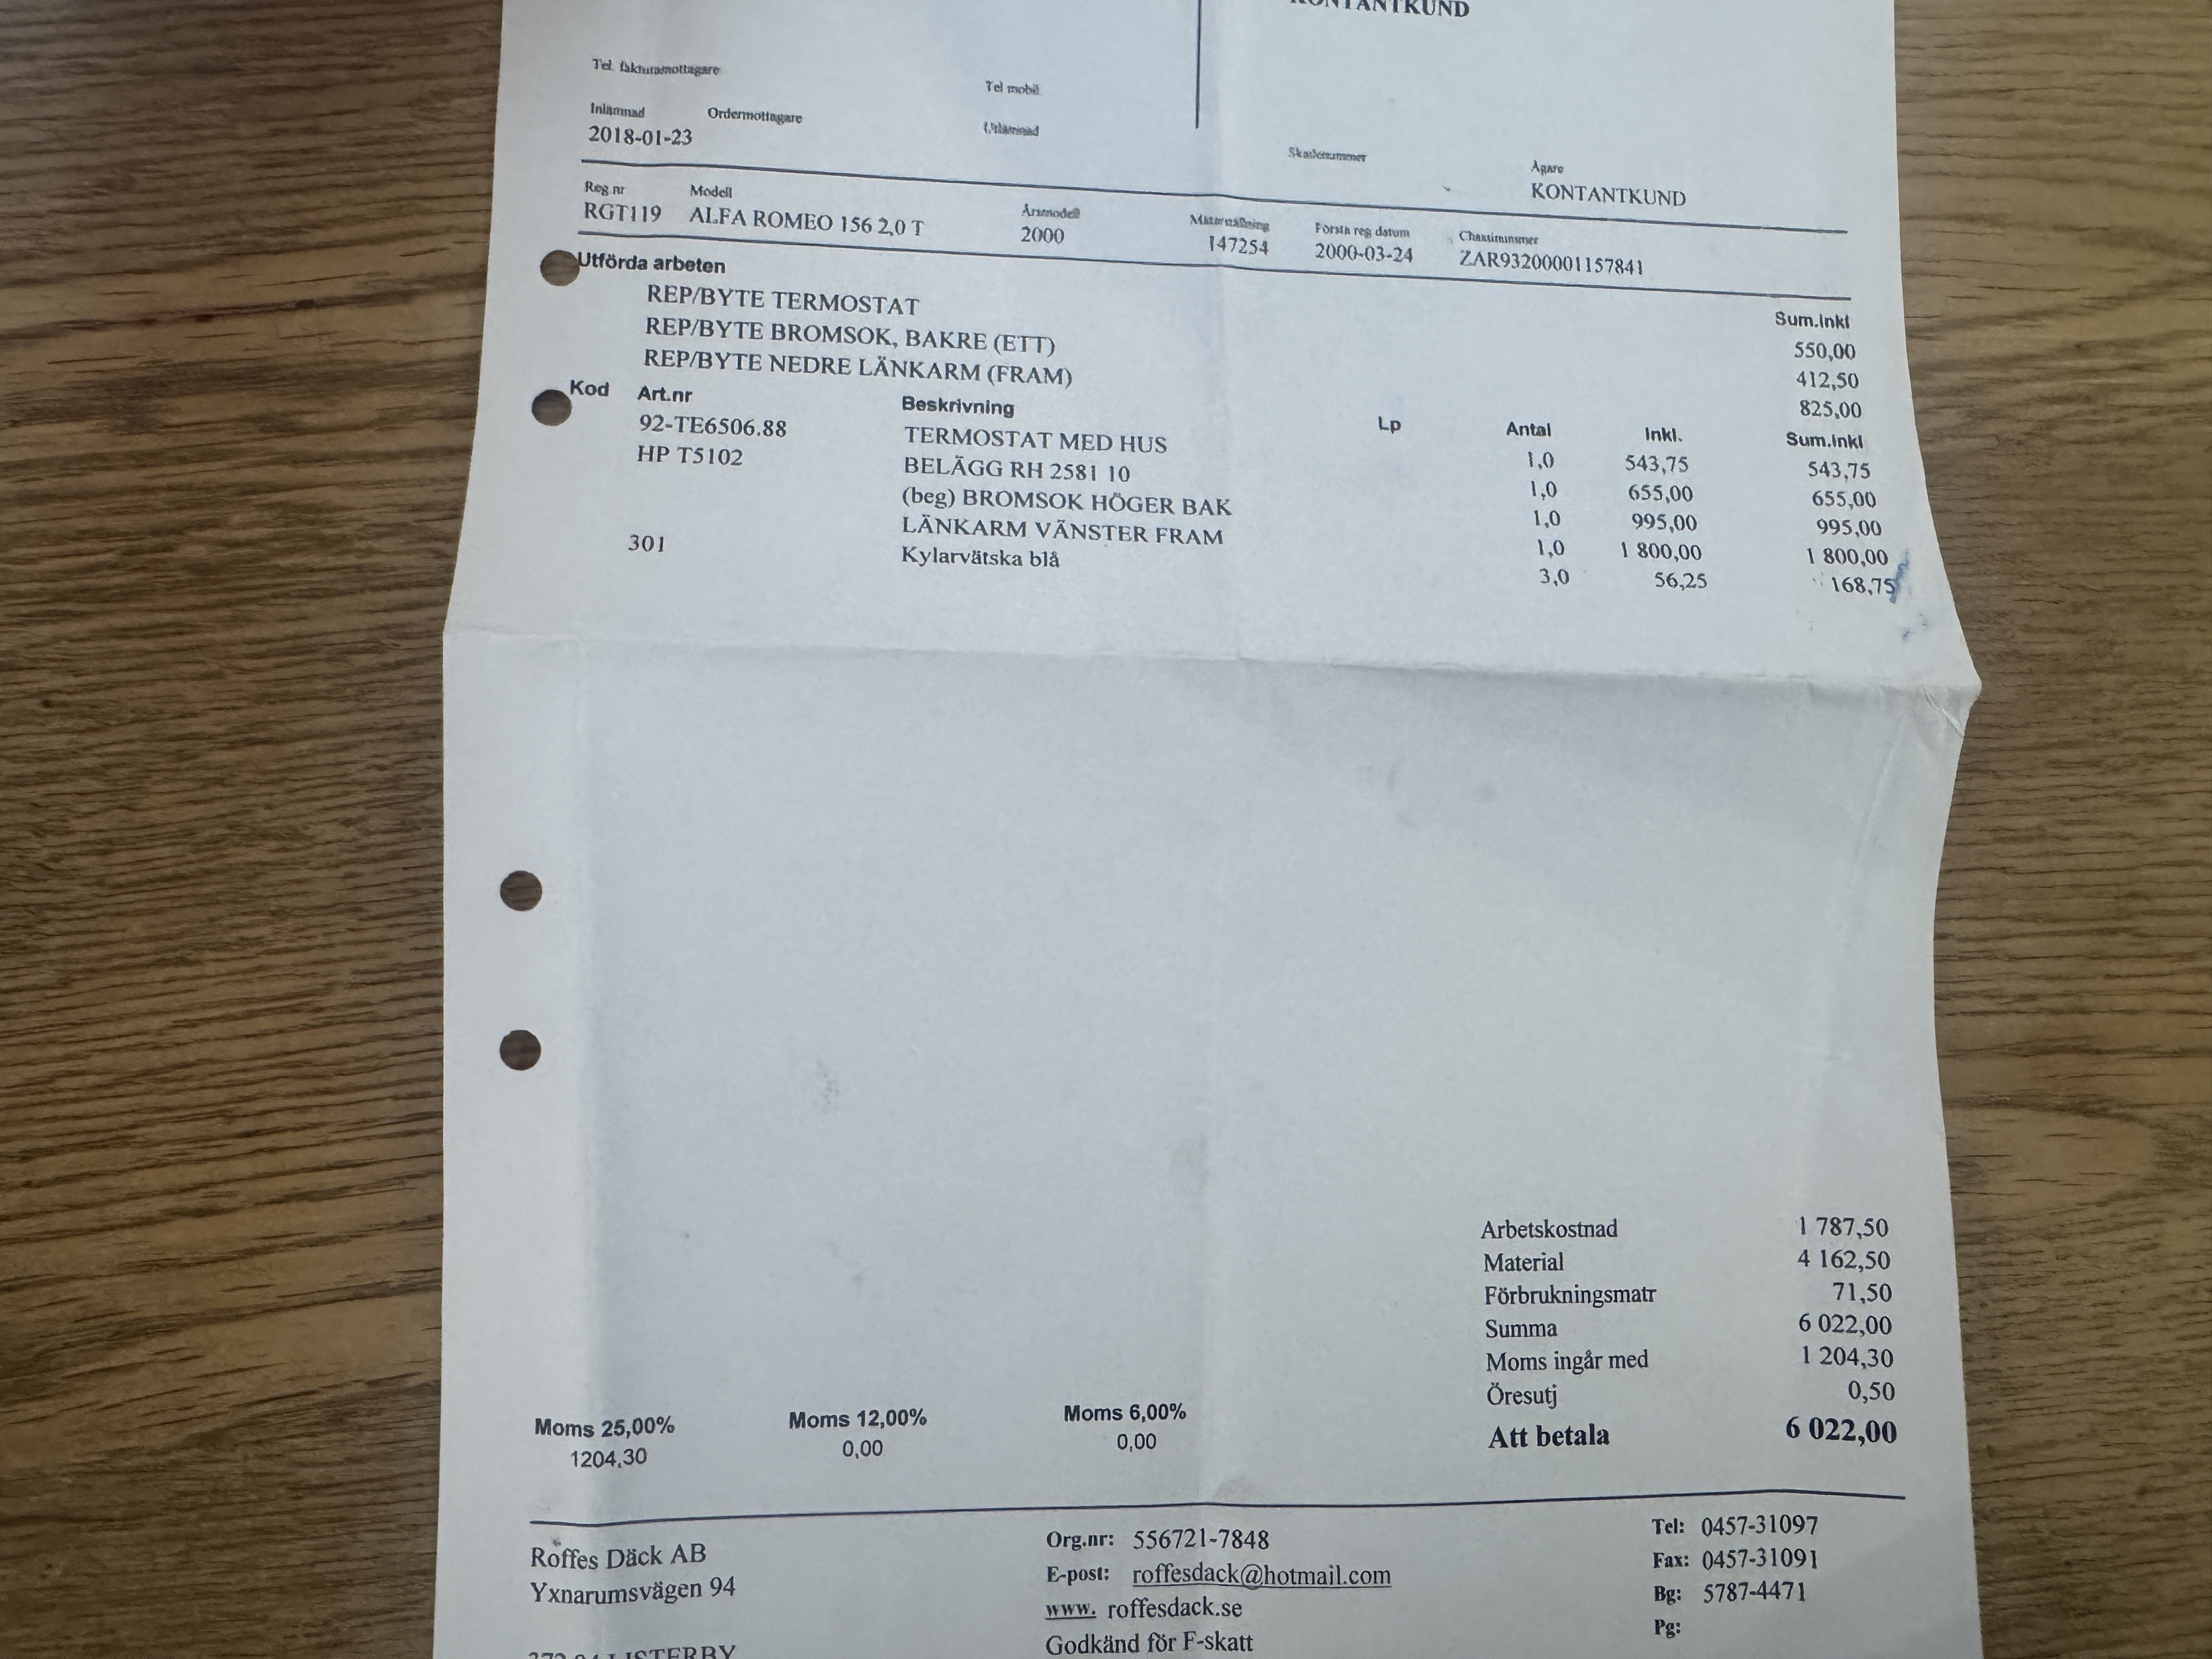 KONTANTKUND
Tel. fakturamottagare
Tel mobil
Inlämnad Ordermottagare Utlämnad
2018-01-23
Skadenummer Ägare
KONTANTKUND
Reg nr Modell Årsmodell Mätarställning Första reg datum Chassinummer
RGT119 ALFA ROMEO 156 2,0 T 2000 147254 2000-03-24 ZAR93200001157841
Utförda arbeten Sum.inkl
REP/BYTE TERMOSTAT 550,00
REP/BYTE BROMSOK, BAKRE (ETT) 412,50
REP/BYTE NEDRE LÄNKARM (FRAM) 825,00
Kod Art.nr Beskrivning Lp Antal Inkl. Sum.inkl
92-TE6506.88 TERMOSTAT MED HUS 1,0 543,75 543,75
HP T5102 BELÄGG RH 2581 10 1,0 655,00 655,00
(beg) BROMSOK HÖGER BAK 1,0 995,00 995,00
LÄNKARM VÄNSTER FRAM 1,0 1 800,00 1 800,00
301 Kylarvätska blå 3,0 56,25 168,75
Arbetskostnad 1 787,50
Material 4 162,50
Förbrukningsmatr 71,50
Summa 6 022,00
Moms ingår med 1 204,30
Öresutj 0,50
Att betala 6 022,00
Moms 25,00% Moms 12,00% Moms 6,00%
1204,30 0,00 0,00
Roffes Däck AB
Yxnarumsvägen 94
LISTERBY
Org.nr: 556721-7848
E-post: roffesdack@hotmail.com
www. roffesdack.se
Godkänd för F-skatt
Tel: 0457-31097
Fax: 0457-31091
Bg: 5787-4471
Pg: